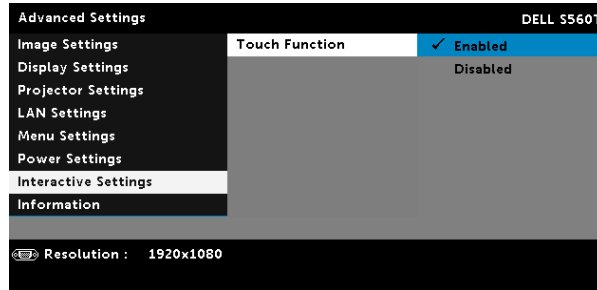 Advanced Settings DELL S560T
Image Settings Touch Function ✓ Enabled
Display Settings Disabled
Projector Settings
LAN Settings
Menu Settings
Power Settings
Interactive Settings
Information
Resolution : 1920x1080